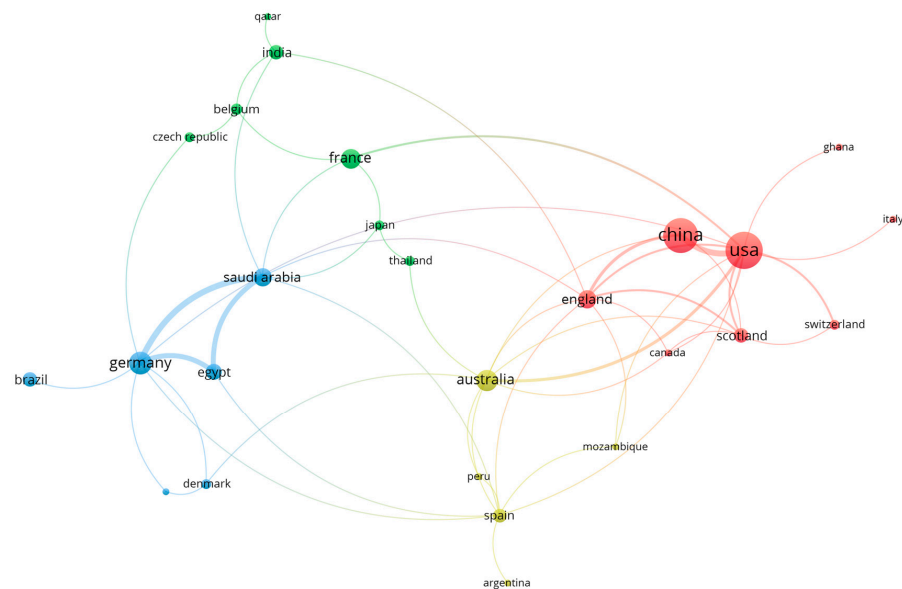 qatar
india
belgium
czech republic
france
ghana
italy
japan
china
usa
thailand
saudi arabia
england
switzerland
scotland
canada
germany
egypt
brazil
australia
mozambique
peru
denmark
spain
argentina